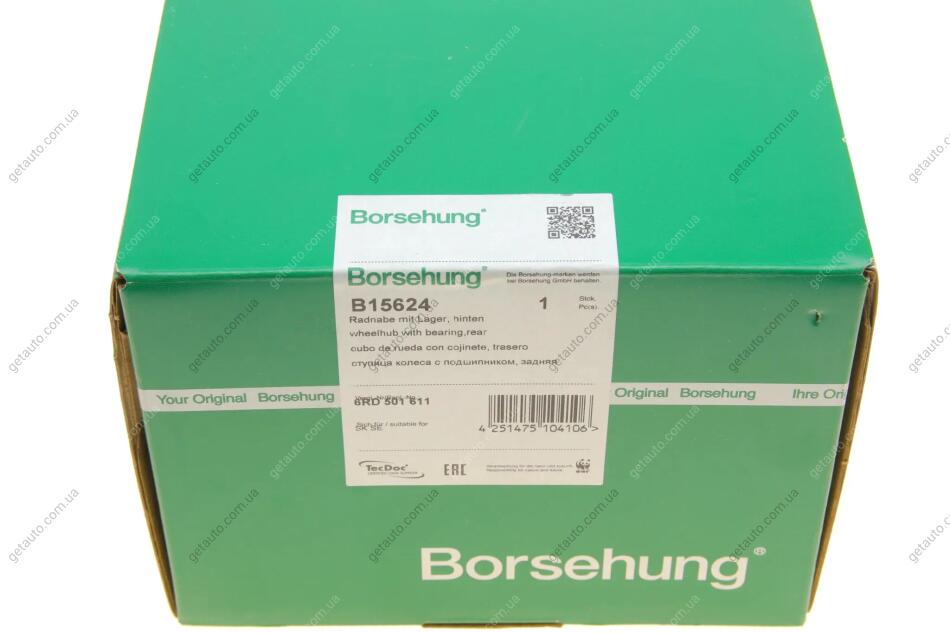 Borsehung®
Borsehung®
Die Borsehung-marken werden
bei Borsehung GmbH behalten.
B15624
1
Stck.
Pc(s).
Radnabe mit Lager, hinten
wheelhub with bearing,rear
cubo de rueda con cojinete, trasero
ступица колеса с подшипником, задняя
6RD 501 611
suitable for
SK SE
4 251475 104106 >
TecDoc
EAC
Your Original Borsehung
Original Borsehung
Ihre Ori
Borsehung®
getauto.com.ua